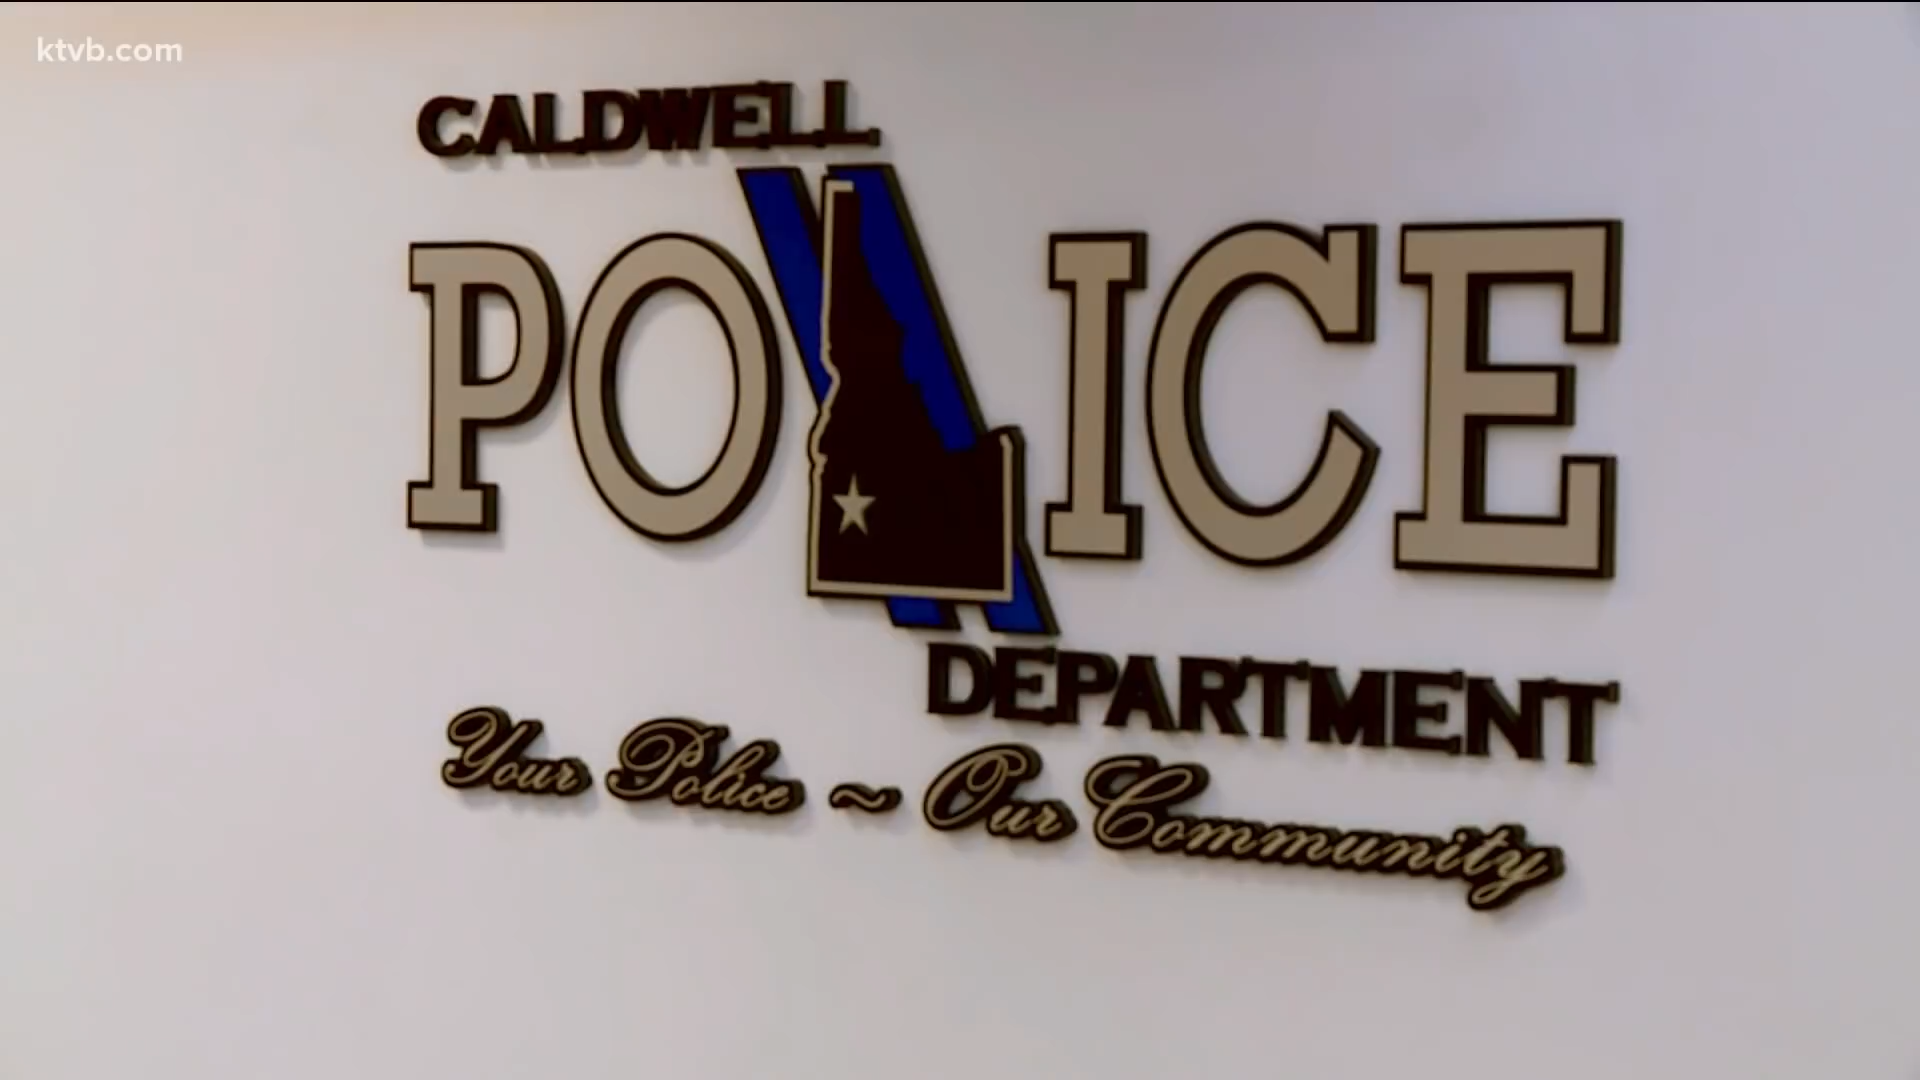 ktvb.com
CALDWELL
POLICE
DEPARTMENT
Your Police ~ Our Community